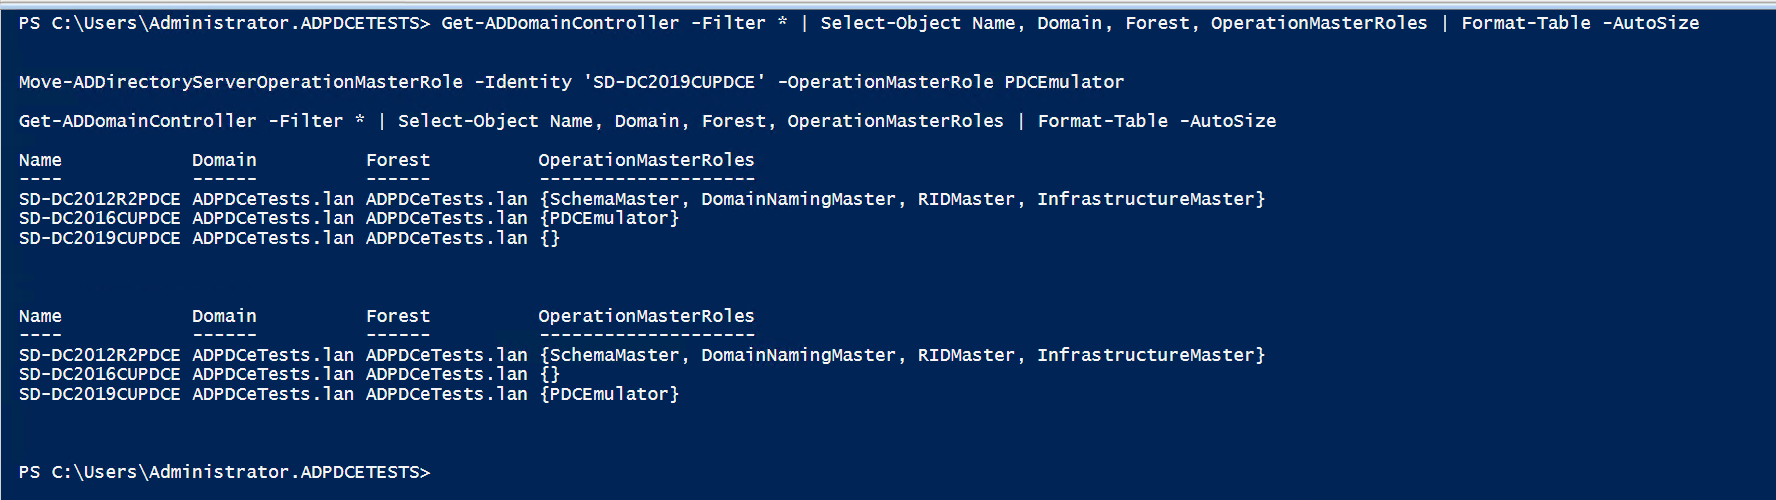 PS C:\Users\Administrator.ADPDCETESTS> Get-ADDomainController -Filter * | Select-Object Name, Domain, Forest, OperationMasterRoles | Format-Table -AutoSize
Move-ADDirectoryServerOperationMasterRole -Identity 'SD-DC2019CUPDCE' -OperationMasterRole PDCEmulator
Get-ADDomainController -Filter * | Select-Object Name, Domain, Forest, OperationMasterRoles | Format-Table -AutoSize
Name Domain Forest OperationMasterRoles
---- ------ ------ --------------------
SD-DC2012R2PDCE ADPDCeTests.lan ADPDCeTests.lan {SchemaMaster, DomainNamingMaster, RIDMaster, InfrastructureMaster}
SD-DC2016CUPDCE ADPDCeTests.lan ADPDCeTests.lan {PDCEmulator}
SD-DC2019CUPDCE ADPDCeTests.lan ADPDCeTests.lan {}
Name Domain Forest OperationMasterRoles
---- ------ ------ --------------------
SD-DC2012R2PDCE ADPDCeTests.lan ADPDCeTests.lan {SchemaMaster, DomainNamingMaster, RIDMaster, InfrastructureMaster}
SD-DC2016CUPDCE ADPDCeTests.lan ADPDCeTests.lan {}
SD-DC2019CUPDCE ADPDCeTests.lan ADPDCeTests.lan {PDCEmulator}
PS C:\Users\Administrator.ADPDCETESTS>